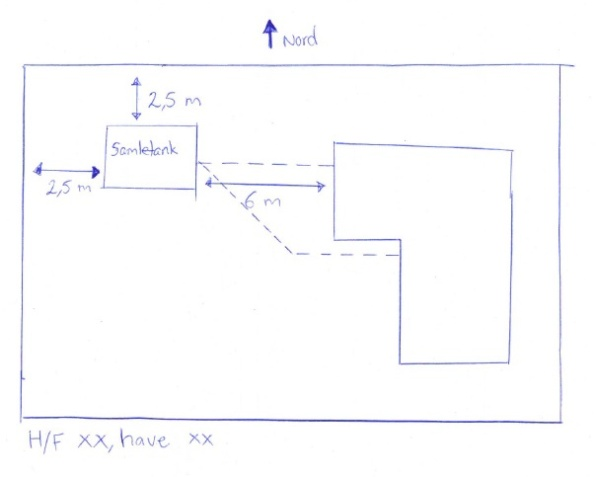 Nord
2,5 m
Samletank
2,5 m
6 m
H/F xx, have xx